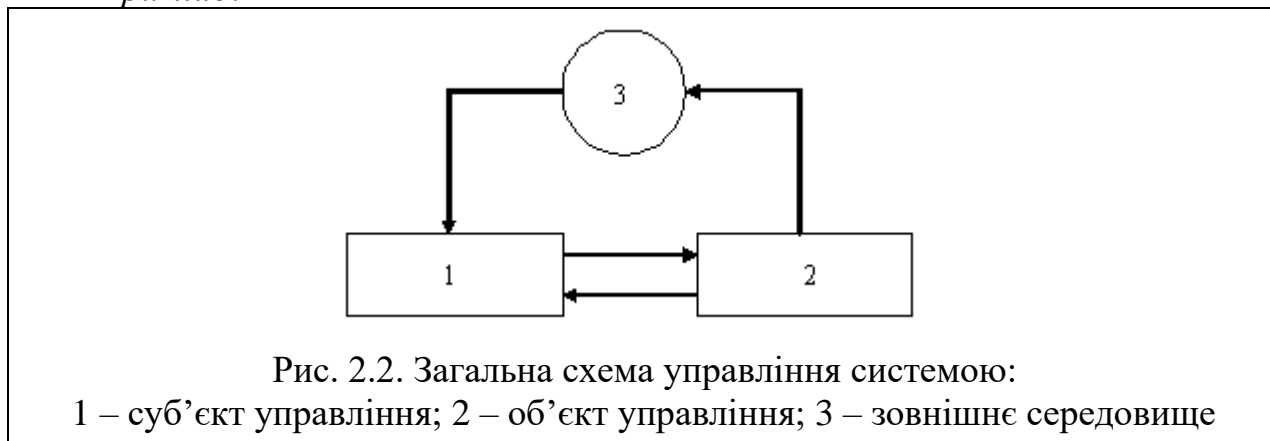 3
1
2
Рис. 2.2. Загальна схема управління системою:
1 – суб’єкт управління; 2 – об’єкт управління; 3 – зовнішнє середовище